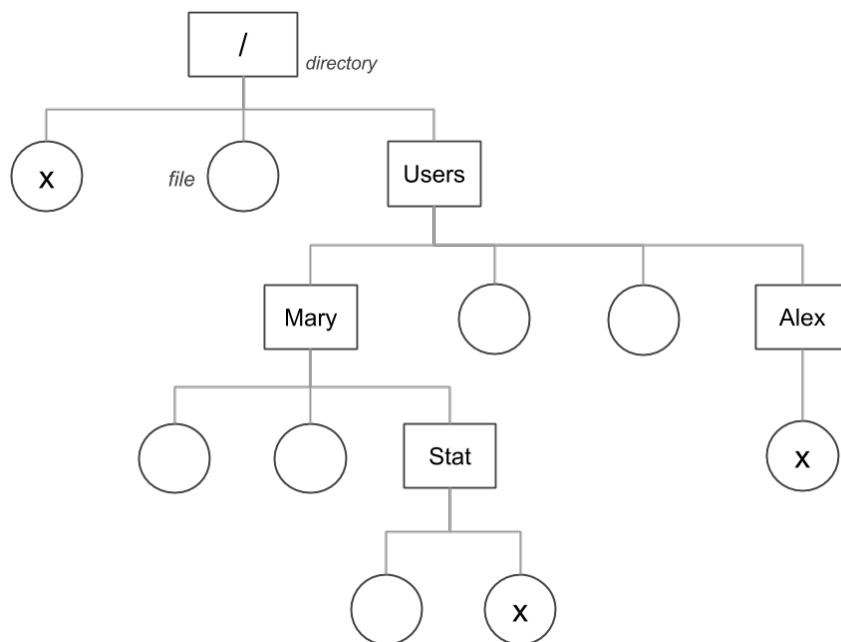 /
directory
x
file
Users
Mary
Alex
Stat
x
x